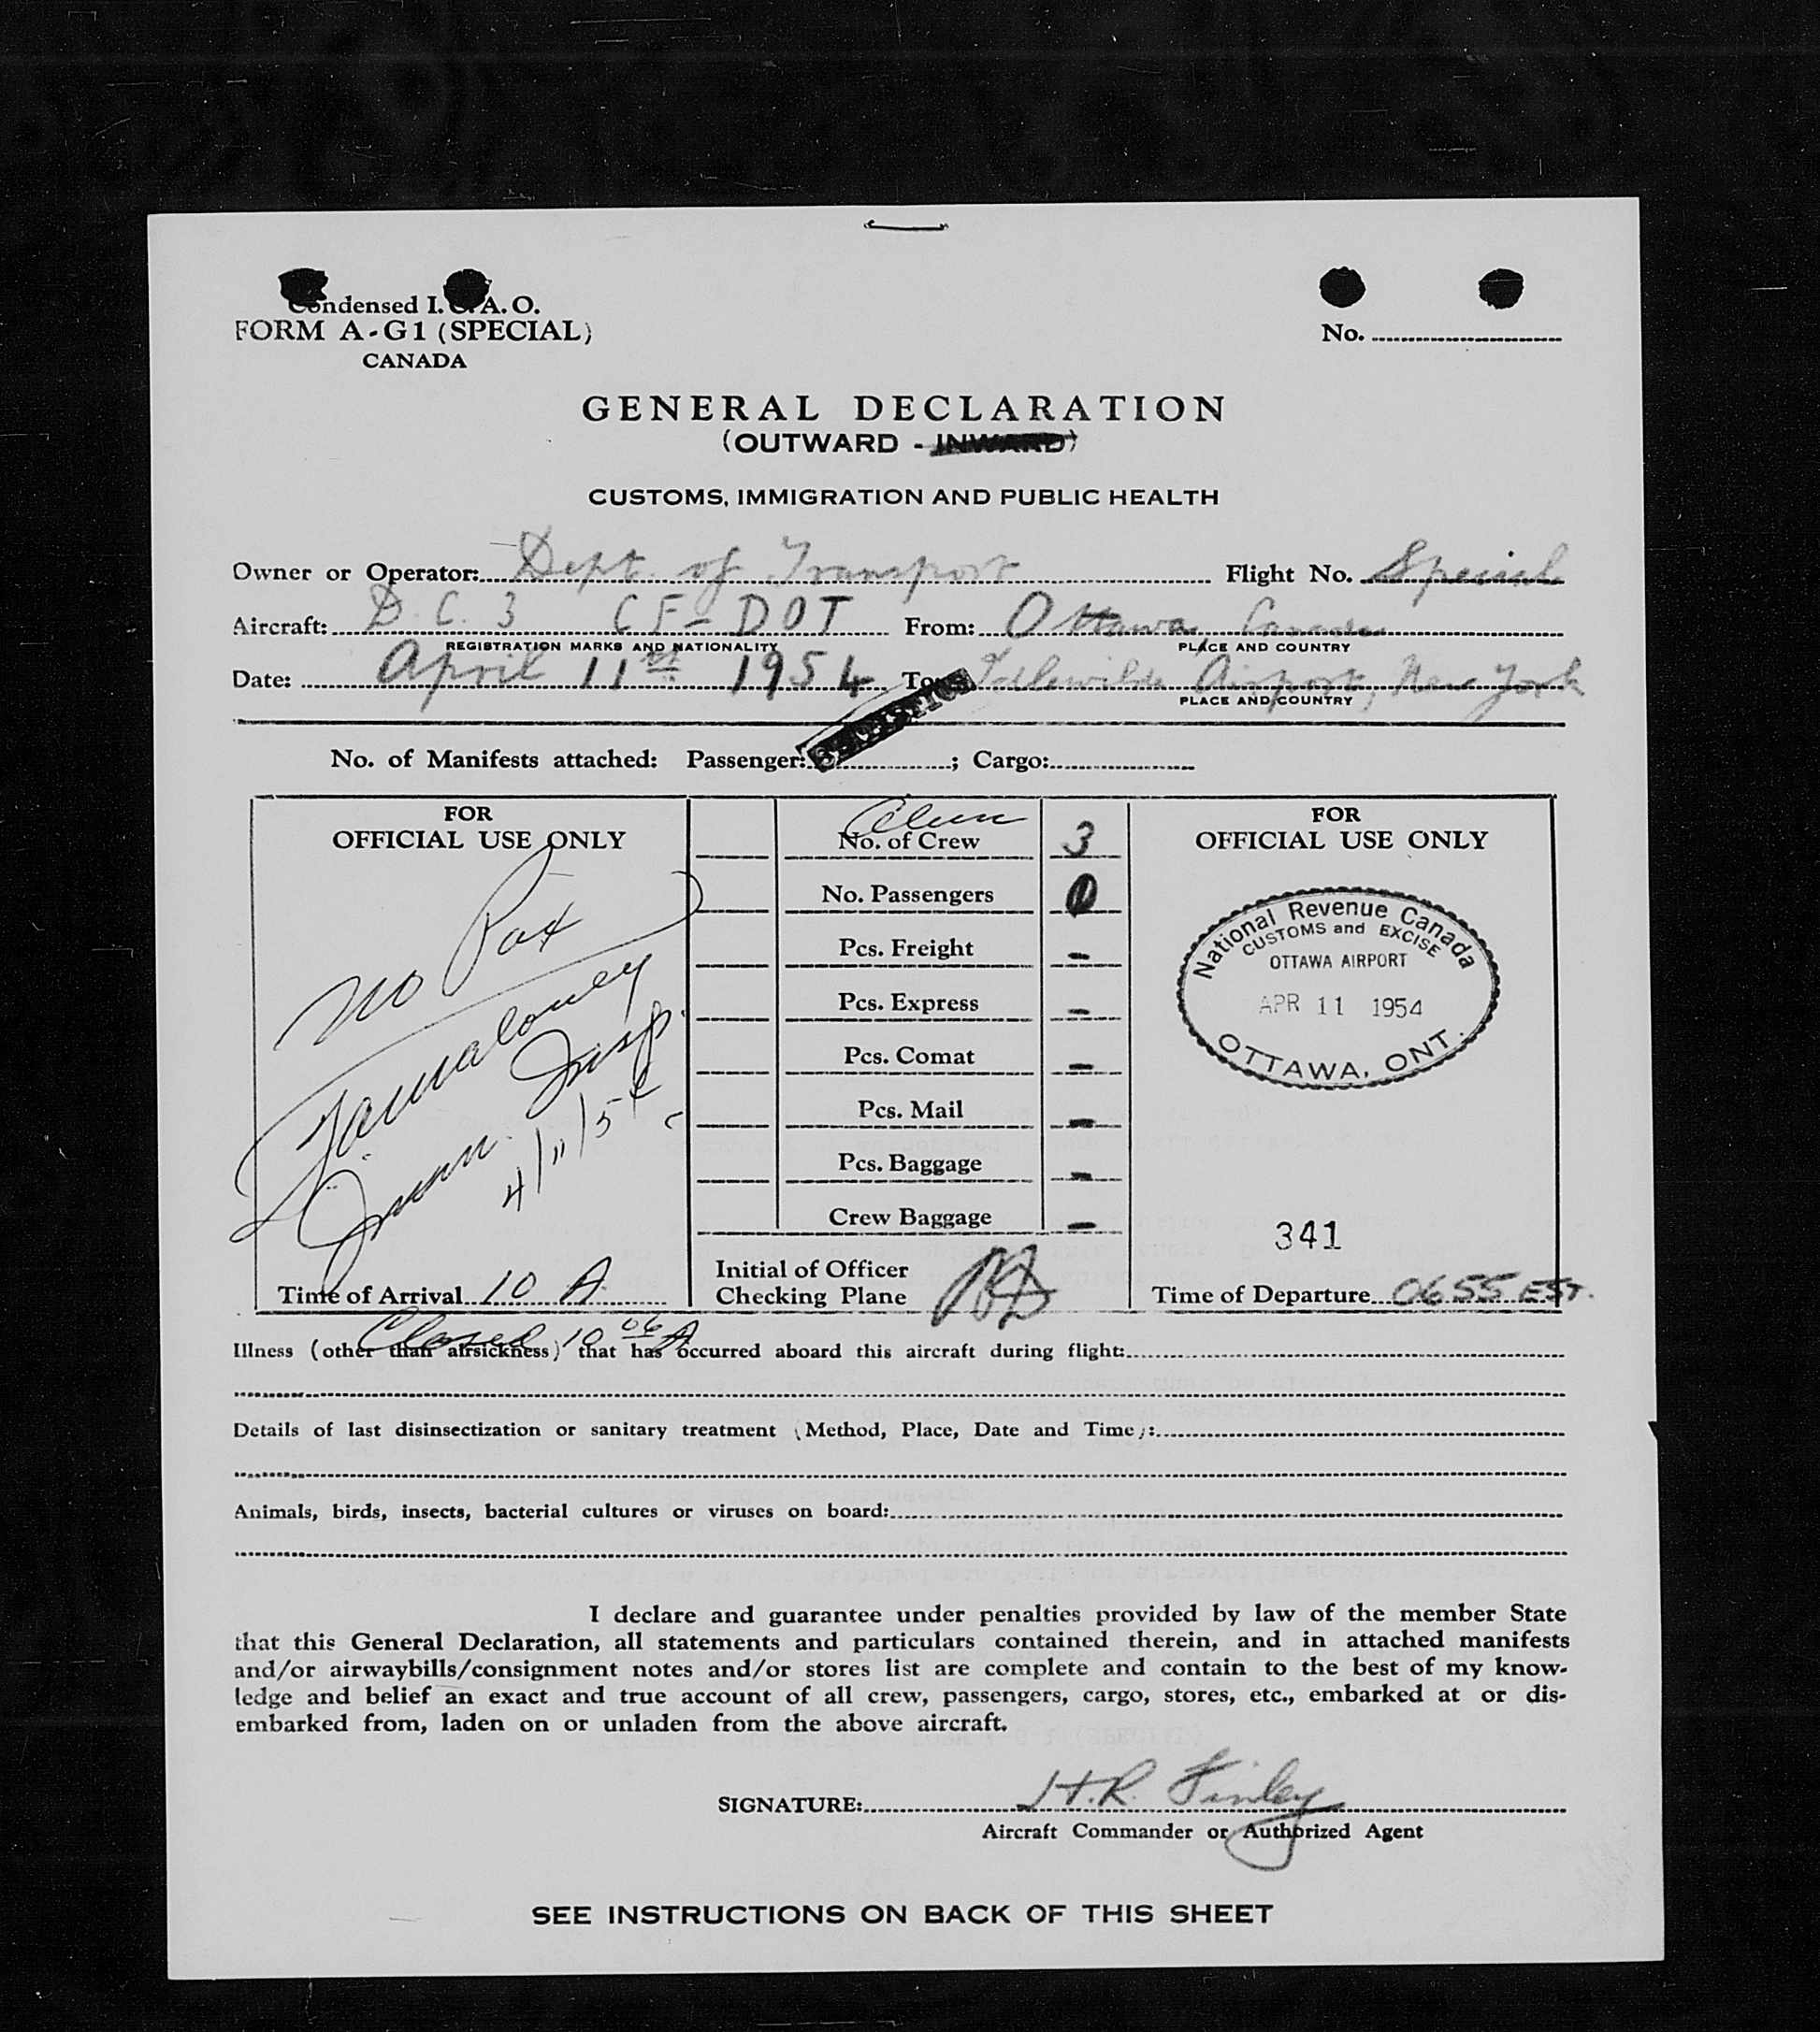 Condensed I.C.A.O.
FORM A-G1 (SPECIAL)
CANADA
No.
GENERAL DECLARATION
(OUTWARD - INWARD)
CUSTOMS, IMMIGRATION AND PUBLIC HEALTH
Owner or Operator: Dept. of Transport Flight No. Special
Aircraft: D.C. 3 CF-DOT From: Ottawa, Canada
REGISTRATION MARKS AND NATIONALITY PLACE AND COUNTRY
Date: April 11th 1954 To: Idlewilde Airport, New York
PLACE AND COUNTRY
STATISTICS
No. of Manifests attached: Passenger: ; Cargo:
FOR
OFFICIAL USE ONLY
No Pax
Immn. Insp.
4/11/54
Time of Arrival 10 A
Closed 10 06 A
No. of Crew 3
No. Passengers 0
Pcs. Freight -
Pcs. Express -
Pcs. Comat -
Pcs. Mail -
Pcs. Baggage -
Crew Baggage -
Initial of Officer
Checking Plane
FOR
OFFICIAL USE ONLY
National Revenue Canada
CUSTOMS and EXCISE
OTTAWA AIRPORT
APR 11 1954
OTTAWA, ONT.
341
Time of Departure 0655 EST.
Illness (other than airsickness) that has occurred aboard this aircraft during flight:
Details of last disinsectization or sanitary treatment (Method, Place, Date and Time):
Animals, birds, insects, bacterial cultures or viruses on board:
I declare and guarantee under penalties provided by law of the member State
that this General Declaration, all statements and particulars contained therein, and in attached manifests
and/or airwaybills/consignment notes and/or stores list are complete and contain to the best of my know-
ledge and belief an exact and true account of all crew, passengers, cargo, stores, etc., embarked at or dis-
embarked from, laden on or unladen from the above aircraft.
SIGNATURE: H.R. Finley
Aircraft Commander or Authorized Agent
SEE INSTRUCTIONS ON BACK OF THIS SHEET